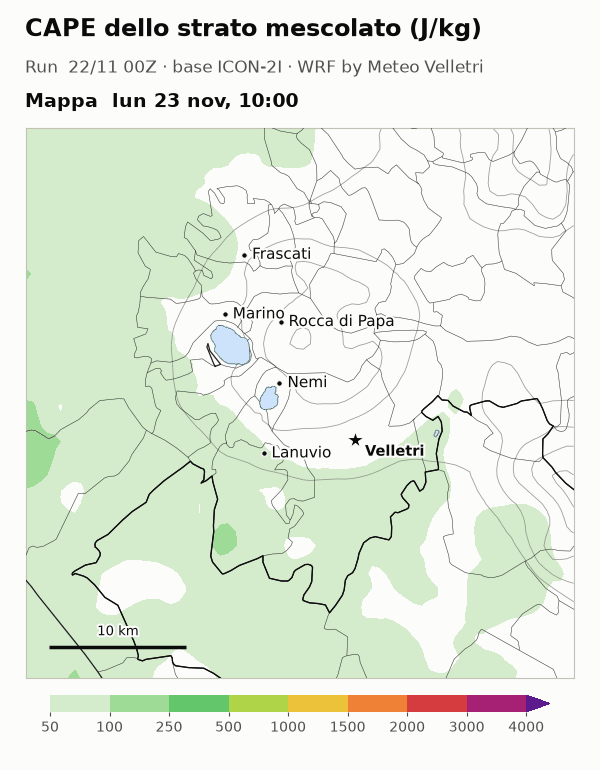 CAPE dello strato mescolato (J/kg)
Run 22/11 00Z · base ICON-2I · WRF by Meteo Velletri
Mappa lun 23 nov, 10:00
Frascati
Marino
Rocca di Papa
Nemi
Velletri
Lanuvio
10 km
50 100 250 500 1000 1500 2000 3000 4000